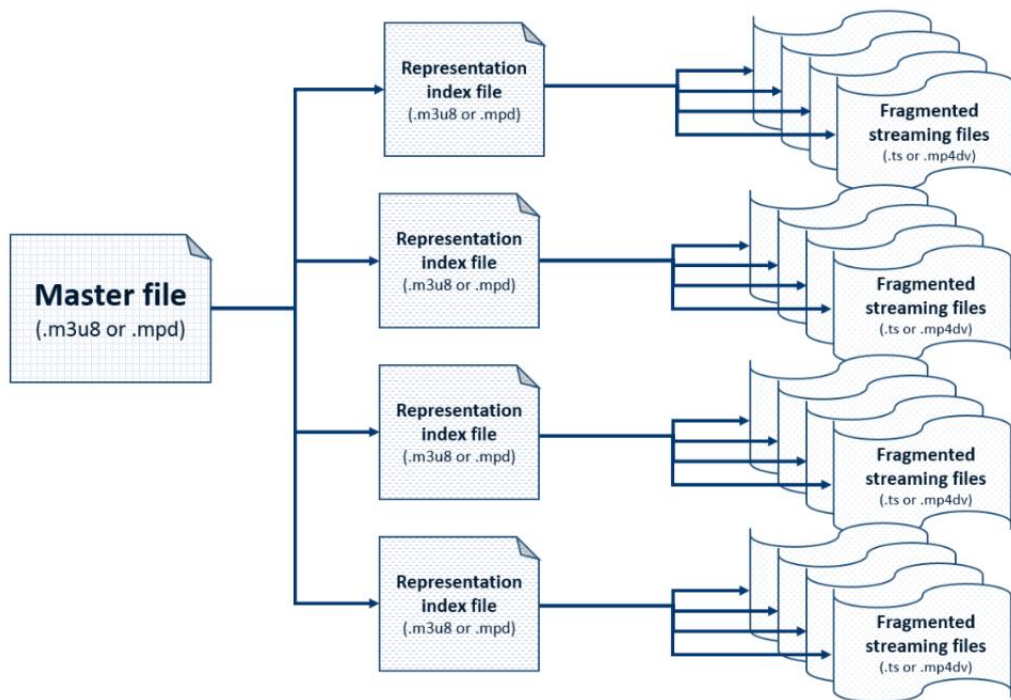 Representation
index file
(.m3u8 or .mpd)
Fragmented
streaming files
(.ts or .mp4dv)
Representation
index file
(.m3u8 or .mpd)
Fragmented
streaming files
(.ts or .mp4dv)
Master file
(.m3u8 or .mpd)
Representation
index file
(.m3u8 or .mpd)
Fragmented
streaming files
(.ts or .mp4dv)
Representation
index file
(.m3u8 or .mpd)
Fragmented
streaming files
(.ts or .mp4dv)